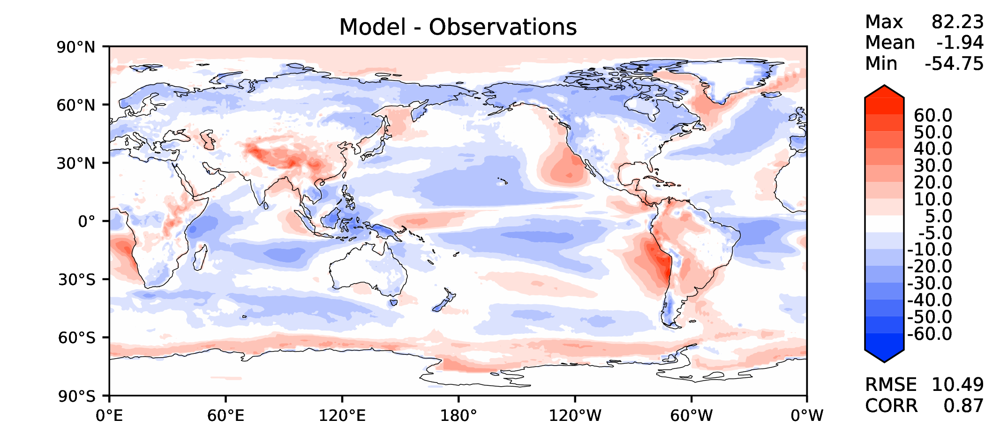 Model - Observations
Max 82.23
Mean -1.94
Min -54.75
90°N
60°N
30°N
0°
30°S
60°S
90°S
0°E 60°E 120°E 180° 120°W 60°W 0°W
60.0
50.0
40.0
30.0
20.0
10.0
5.0
-5.0
-10.0
-20.0
-30.0
-40.0
-50.0
-60.0
RMSE 10.49
CORR 0.87